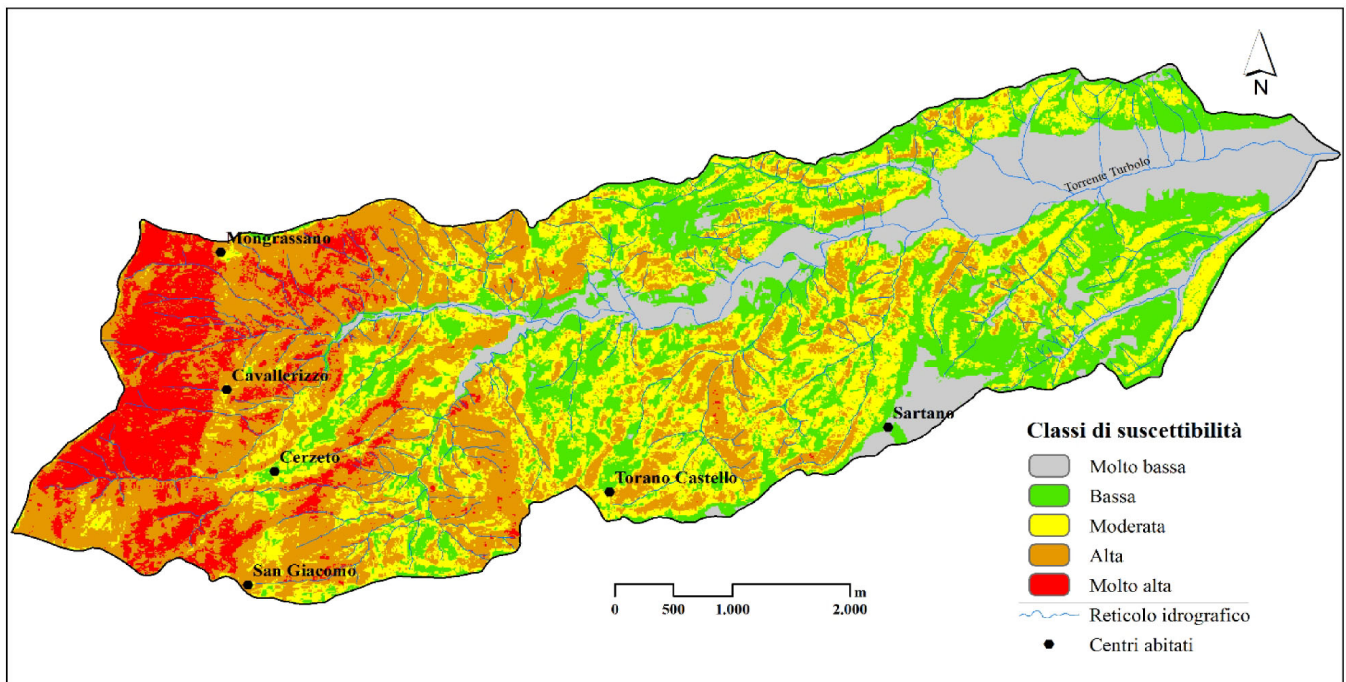 N
Torrente Turbolo
Mongrassano
Cavallerizzo
Cerzeto
San Giacomo
Torano Castello
Sartano
m
0 500 1.000 2.000
Classi di suscettibilità
Molto bassa
Bassa
Moderata
Alta
Molto alta
Reticolo idrografico
Centri abitati